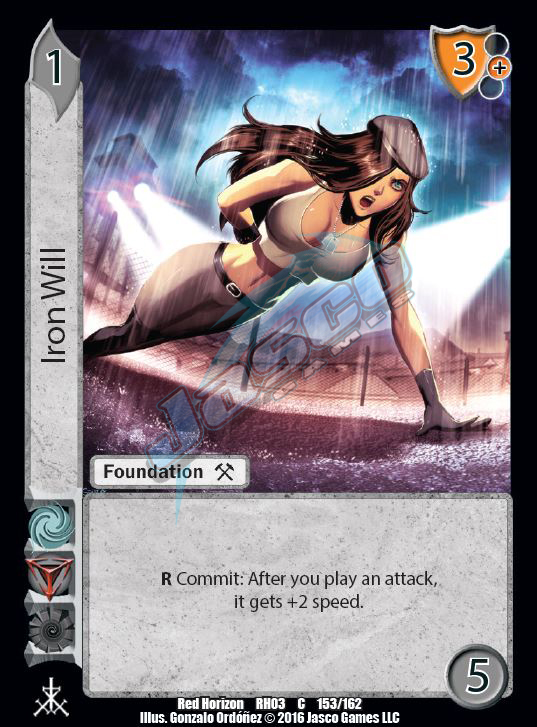 1
3
+
Iron Will
JASCO
Foundation
R Commit: After you play an attack,
it gets +2 speed.
5
Red Horizon RH03 C 153/162
Illus. Gonzalo Ordóñez © 2016 Jasco Games LLC